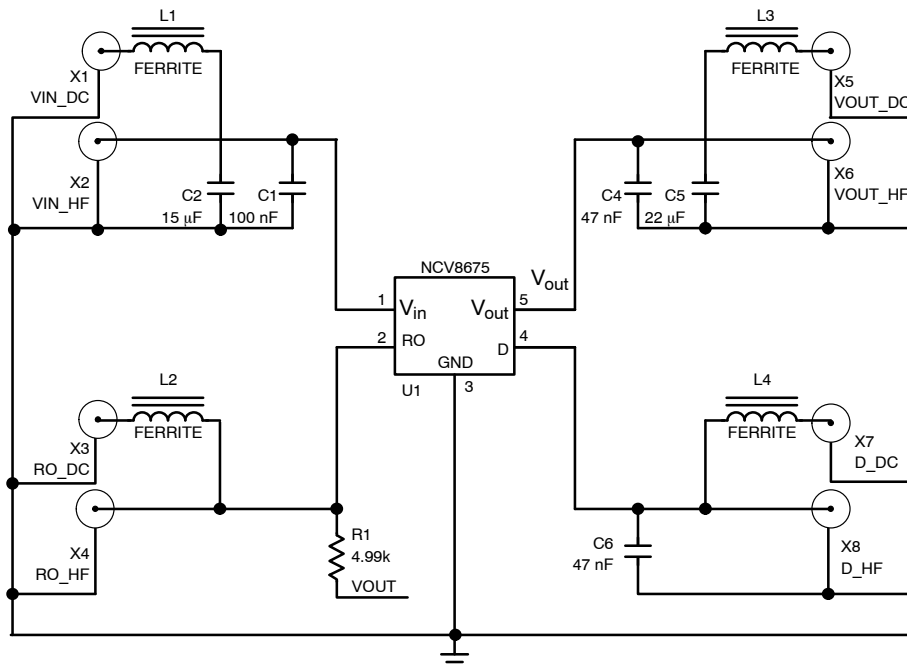 L1
FERRITE
X1
VIN_DC
X2
VIN_HF
C2
15 μF
C1
100 nF
L3
FERRITE
X5
VOUT_DC
X6
VOUT_HF
C4
47 nF
C5
22 μF
NCV8675
Vout
1
Vin
Vout
5
2
RO
D
4
GND
U1
3
L2
FERRITE
X3
RO_DC
X4
RO_HF
R1
4.99k
VOUT
L4
FERRITE
X7
D_DC
C6
47 nF
X8
D_HF